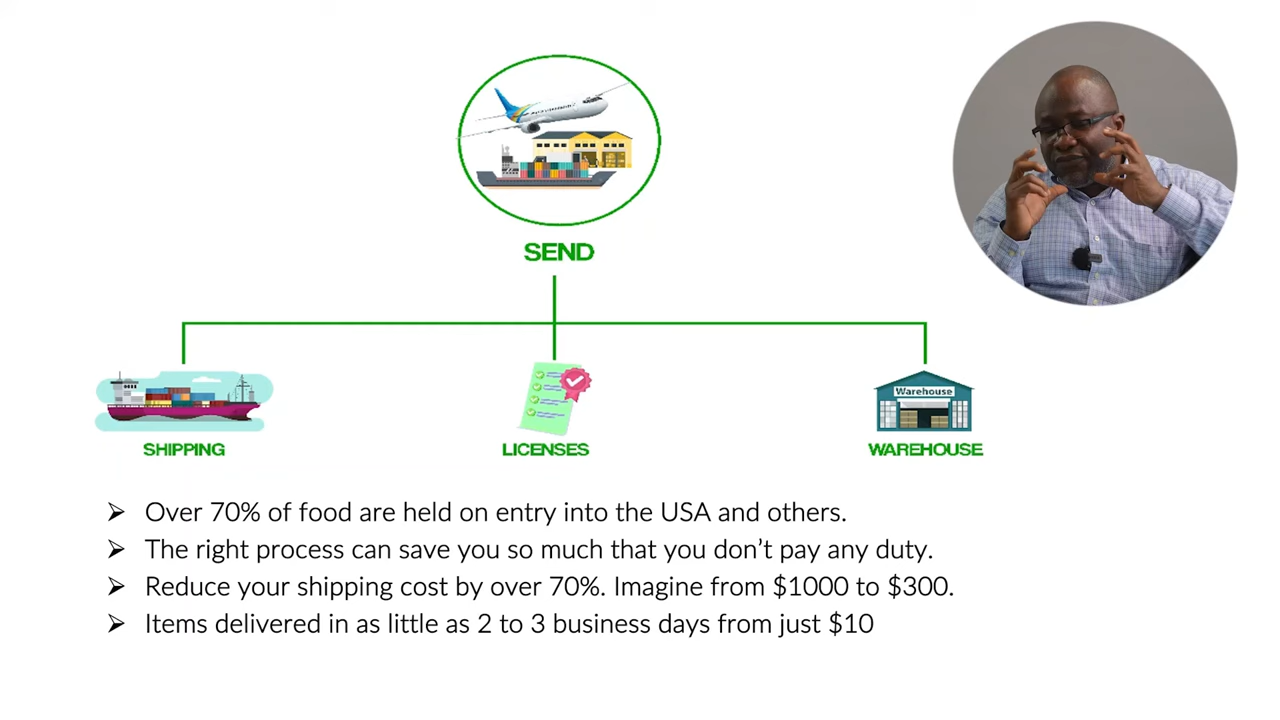 SEND
SHIPPING
LICENSES
WAREHOUSE
Warehouse
Over 70% of food are held on entry into the USA and others.
The right process can save you so much that you don’t pay any duty.
Reduce your shipping cost by over 70%. Imagine from $1000 to $300.
Items delivered in as little as 2 to 3 business days from just $10